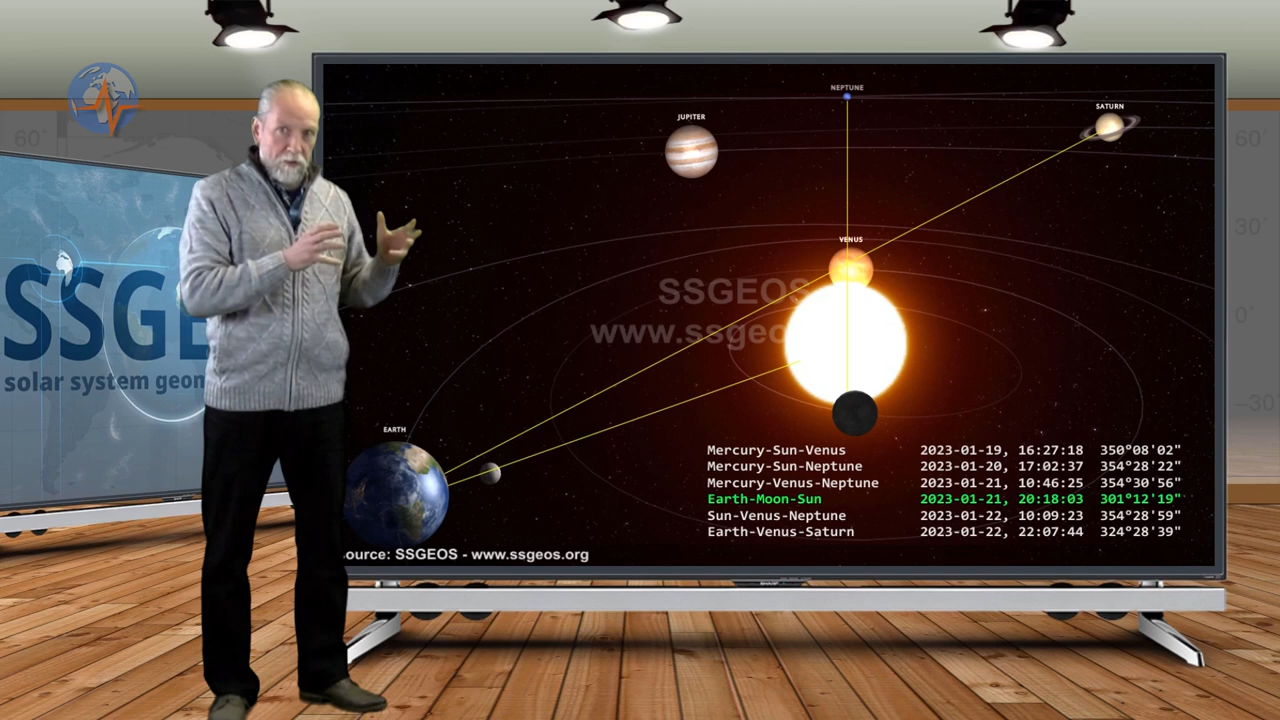 NEPTUNE
SATURN
JUPITER
60°
60°
30°
VENUS
SSGEOS
www.ssgeo
SSGE
0°
solar system geom
-30°
EARTH
Mercury-Sun-Venus 2023-01-19, 16:27:18 350°08'02"
Mercury-Sun-Neptune 2023-01-20, 17:02:37 354°28'22"
Mercury-Venus-Neptune 2023-01-21, 10:46:25 354°30'56"
Earth-Moon-Sun 2023-01-21, 20:18:03 301°12'19"
Sun-Venus-Neptune 2023-01-22, 10:09:23 354°28'59"
Earth-Venus-Saturn 2023-01-22, 22:07:44 324°28'39"
ource: SSGEOS - www.ssgeos.org
SHARP